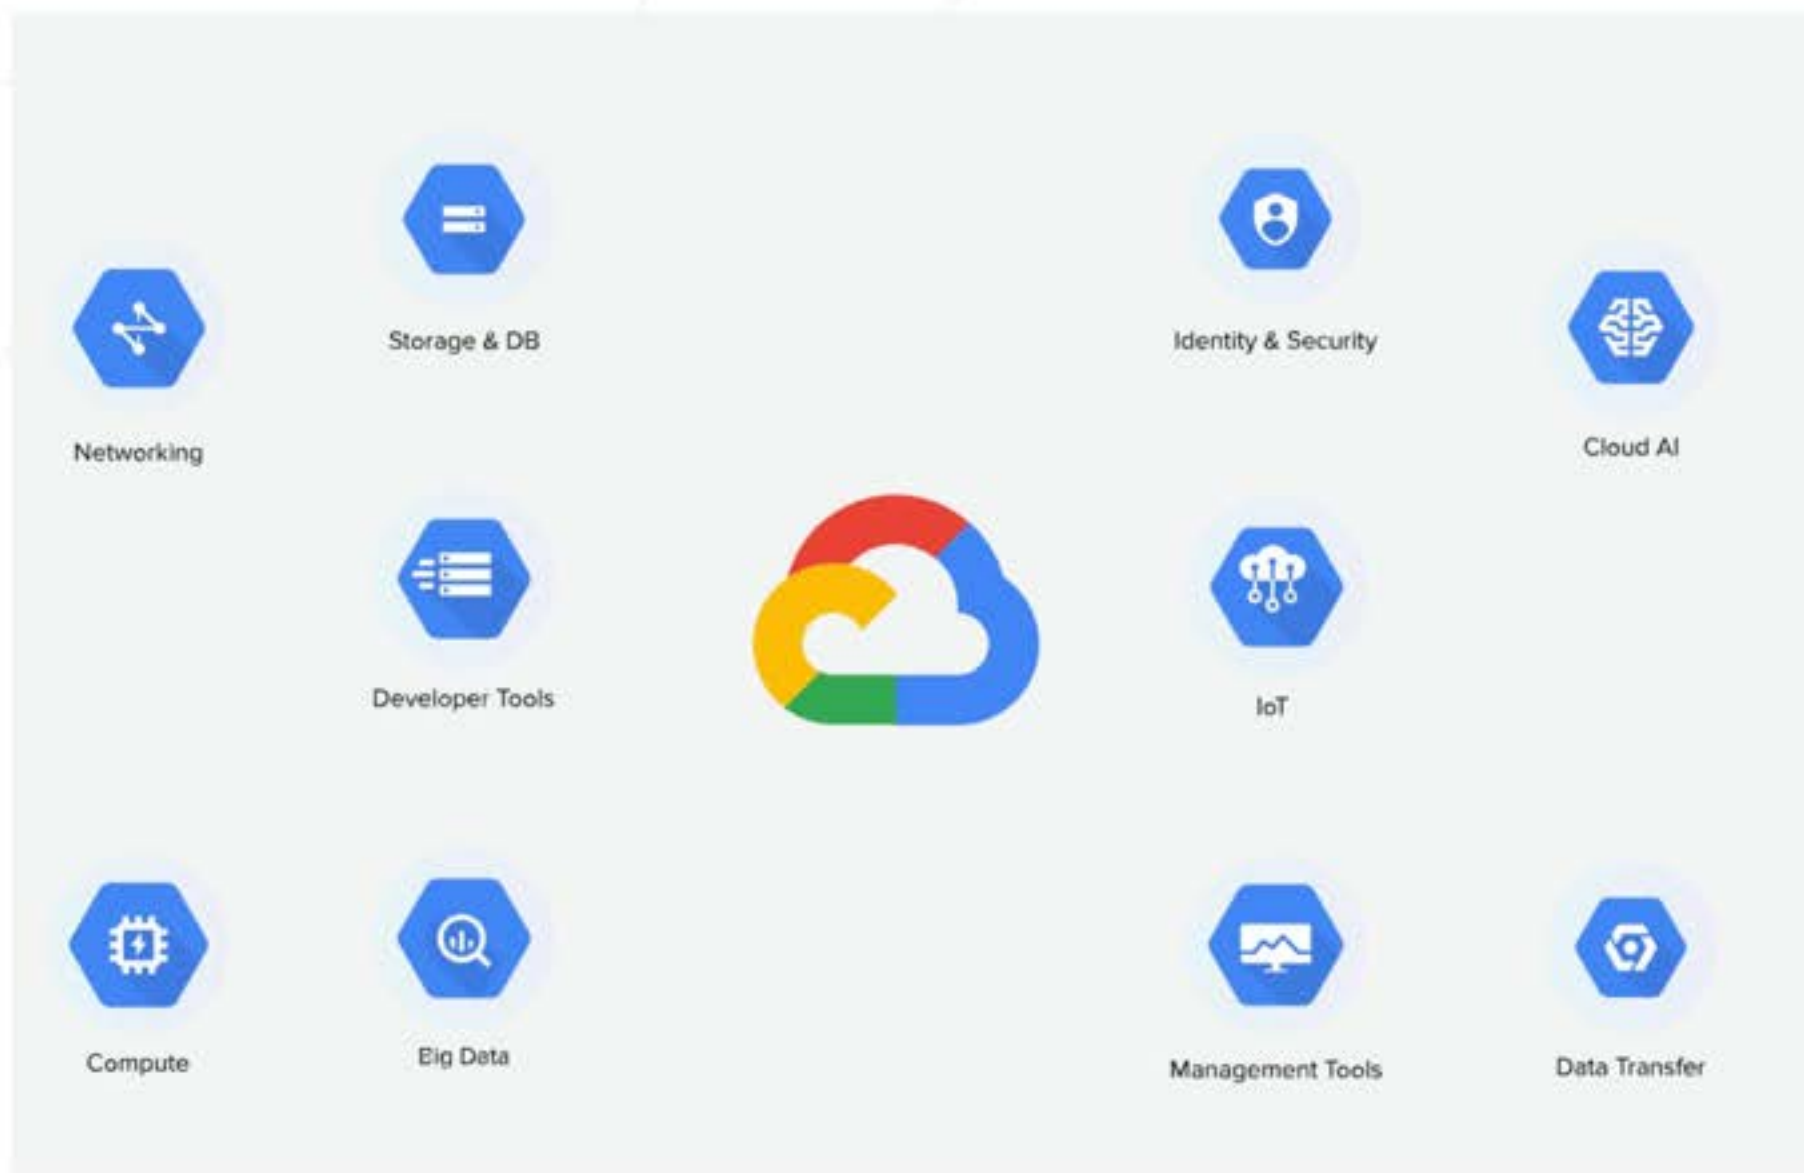 Storage & DB
Identity & Security
Networking
Cloud AI
Developer Tools
IoT
Compute
Big Data
Management Tools
Data Transfer